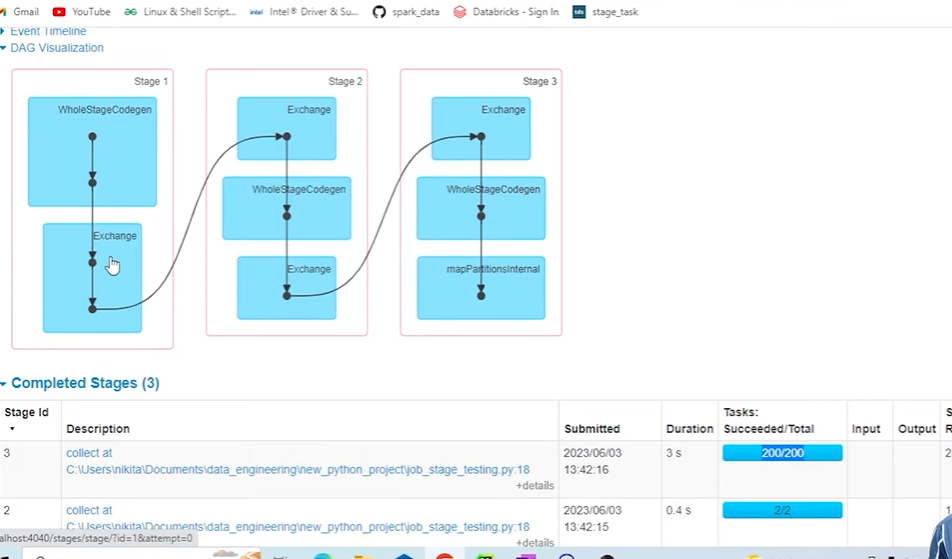 Gmail YouTube Linux & Shell Script... Intel® Driver & Su... spark_data Databricks - Sign In stage_task
Event Timeline
DAG Visualization
Stage 1 Stage 2 Stage 3
WholeStageCodegen Exchange Exchange
WholeStageCodegen WholeStageCodegen
Exchange
Exchange mapPartitionsInternal
Completed Stages (3)
Stage Id Description Submitted Duration Tasks: Succeeded/Total Input Output
3 collect at 2023/06/03 3 s 200/200
C:\Users\nikita\Documents\data_engineering\new_python_project\job_stage_testing.py:18 13:42:16
+details
2 collect at 2023/06/03 0.4 s 2/2
C:\Users\nikita\Documents\data_engineering\new_python_project\job_stage_testing.py:18 13:42:15
+details
alhost:4040/stages/stage/?id=1&attempt=0